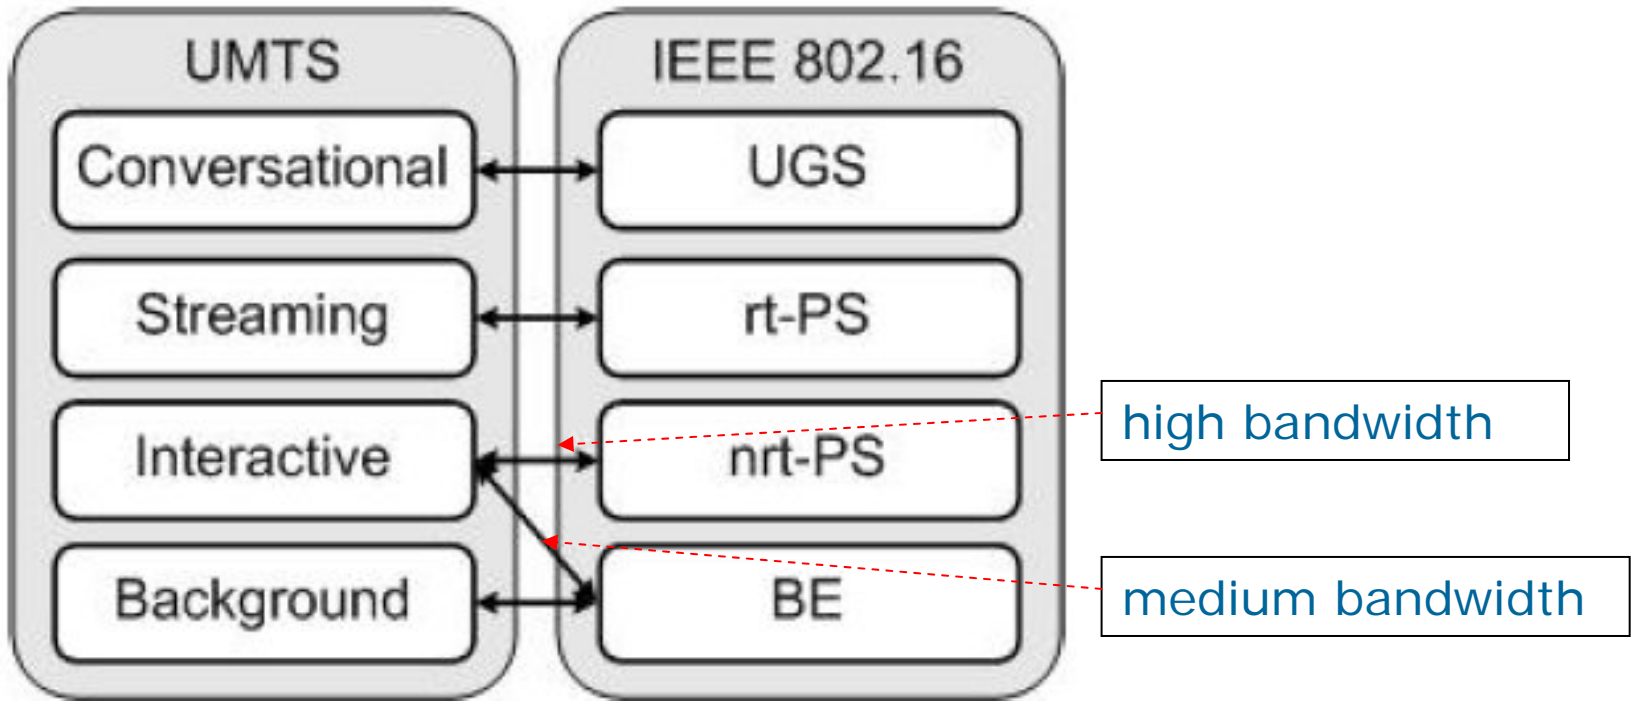 UMTS
Conversational
Streaming
Interactive
Background
IEEE 802.16
UGS
rt-PS
nrt-PS
BE
high bandwidth
medium bandwidth